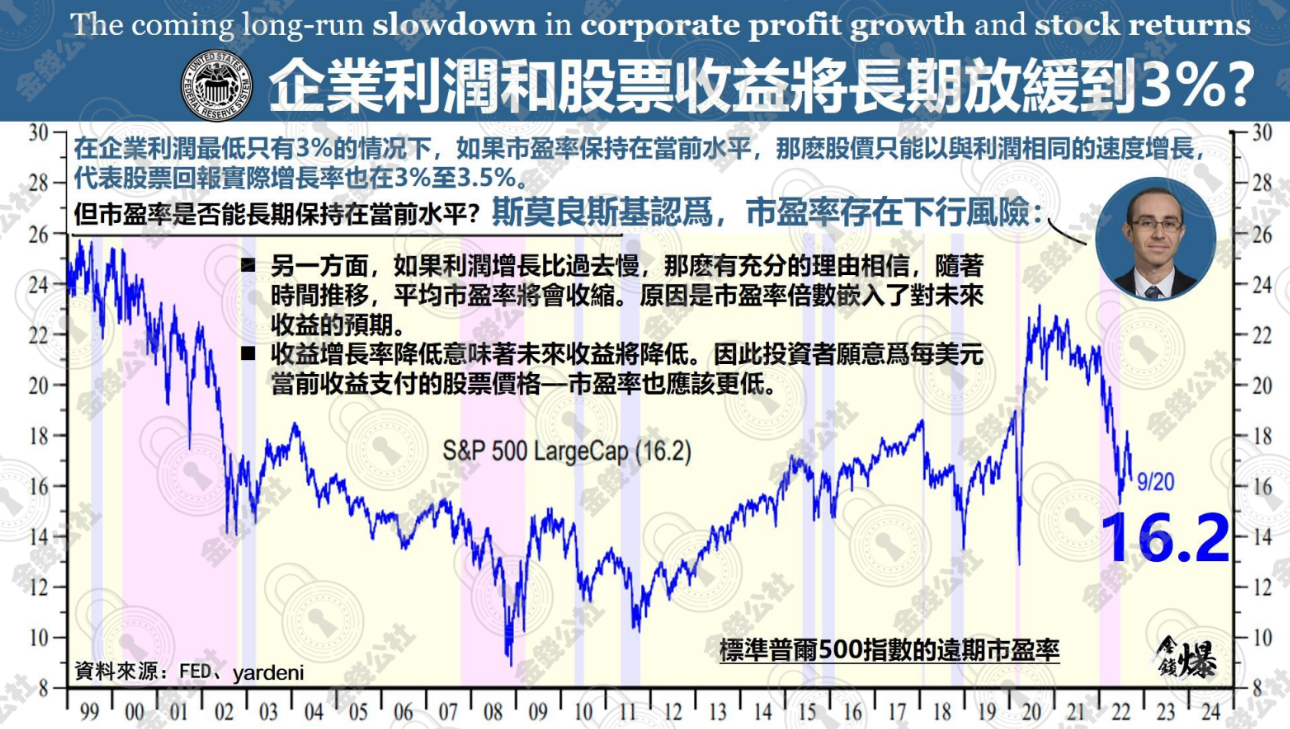 The coming long-run slowdown in corporate profit growth and stock returns
UNITED STATES
FEDERAL RESERVE SYSTEM
企業利潤和股票收益將長期放緩到3%?
在企業利潤最低只有3%的情況下，如果市盈率保持在當前水平，那麽股價只能以與利潤相同的速度增長，
代表股票回報實際增長率也在3%至3.5%。
但市盈率是否能長期保持在當前水平? 斯莫良斯基認爲，市盈率存在下行風險：
■ 另一方面，如果利潤增長比過去慢，那麽有充分的理由相信，隨著
時間推移，平均市盈率將會收縮。原因是市盈率倍數嵌入了對未來
收益的預期。
■ 收益增長率降低意味著未來收益將降低。因此投資者願意爲每美元
當前收益支付的股票價格—市盈率也應該更低。
S&P 500 LargeCap (16.2)
9/20
16.2
標準普爾500指數的遠期市盈率
資料來源：FED、yardeni
金錢爆
30 28 26 24 22 20 18 16 14 12 10 8
30 28 26 24 22 20 18 16 14 12 10 8
99 00 01 02 03 04 05 06 07 08 09 10 11 12 13 14 15 16 17 18 19 20 21 22 23 24
金錢公社